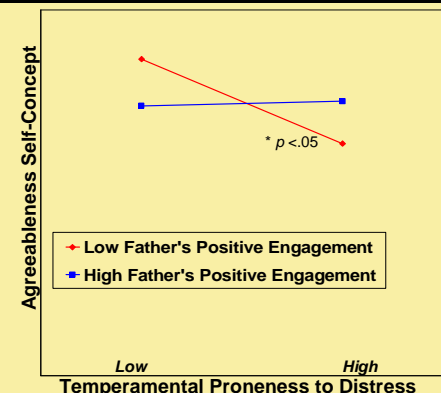 Agreeableness Self-Concept
* p <.05
Low Father's Positive Engagement
High Father's Positive Engagement
Low High
Temperamental Proneness to Distress